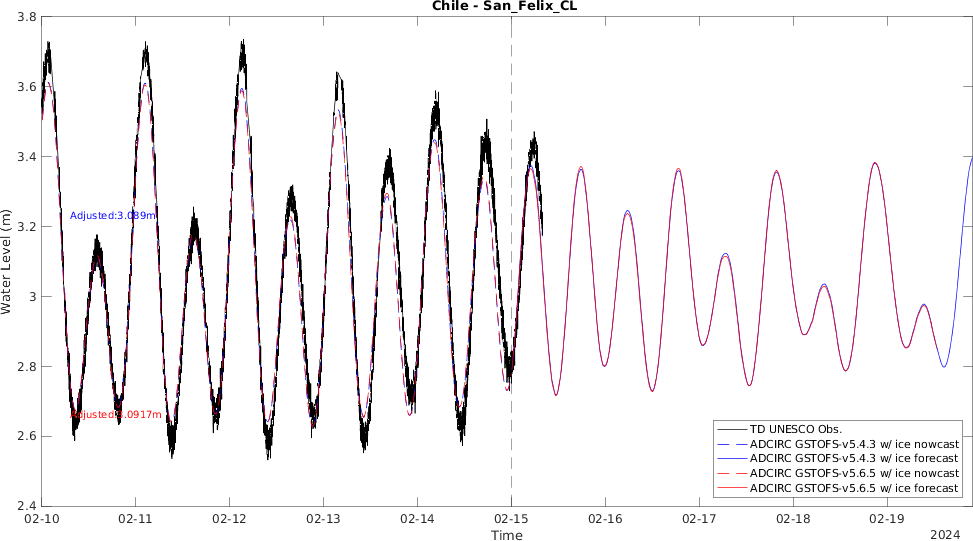 Chile - San_Felix_CL
Water Level (m)
3.8
3.6
3.4
3.2
3
2.8
2.6
2.4
Adjusted:3.089m
Adjusted:3.0917m
TD UNESCO Obs.
ADCIRC GSTOFS-v5.4.3 w/ ice nowcast
ADCIRC GSTOFS-v5.4.3 w/ ice forecast
ADCIRC GSTOFS-v5.6.5 w/ ice nowcast
ADCIRC GSTOFS-v5.6.5 w/ ice forecast
02-10 02-11 02-12 02-13 02-14 02-15 02-16 02-17 02-18 02-19
Time
2024